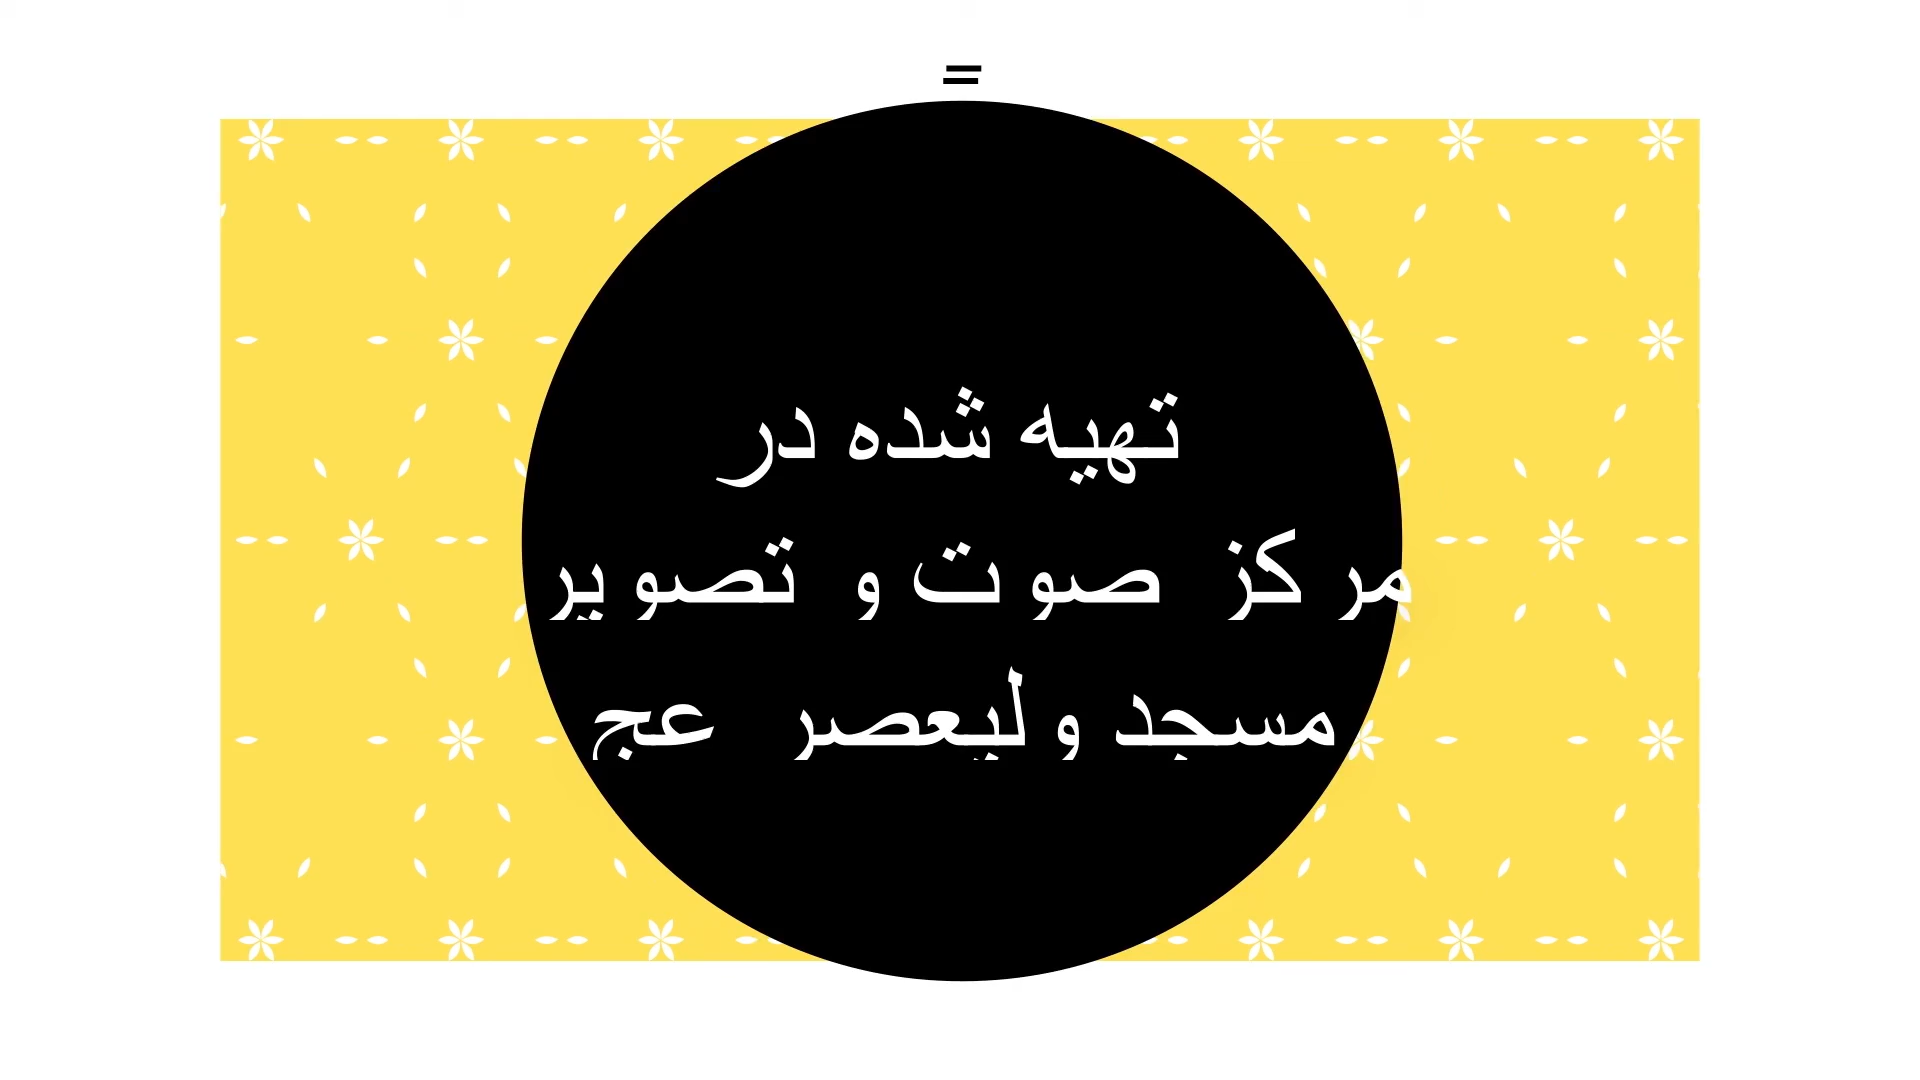 =
تهیه شده در
مرکز صوت و تصویر
مسجد ولیعصر عج